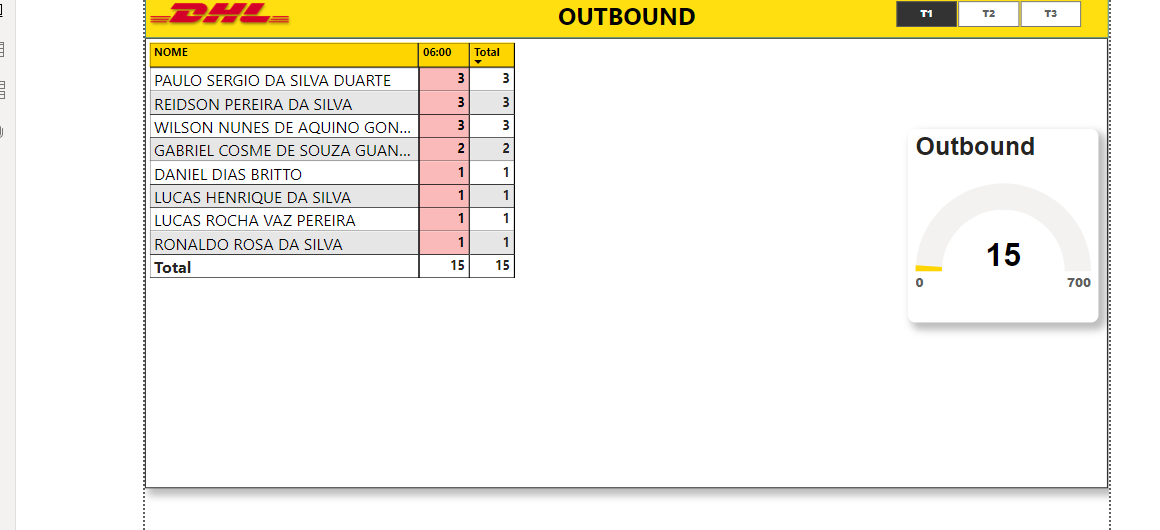 DHL OUTBOUND T1 T2 T3
NOME 06:00 Total
PAULO SERGIO DA SILVA DUARTE 3 3
REIDSON PEREIRA DA SILVA 3 3
WILSON NUNES DE AQUINO GON... 3 3
GABRIEL COSME DE SOUZA GUAN... 2 2
DANIEL DIAS BRITTO 1 1
LUCAS HENRIQUE DA SILVA 1 1
LUCAS ROCHA VAZ PEREIRA 1 1
RONALDO ROSA DA SILVA 1 1
Total 15 15
Outbound
15
0 700